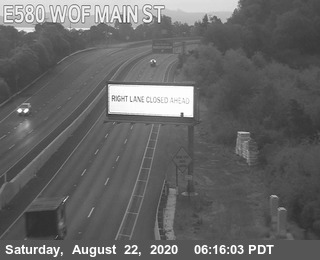 E580 WOF MAIN ST
RIGHT LANE CLOSED AHEAD
Saturday, August 22, 2020 06:16:03 PDT